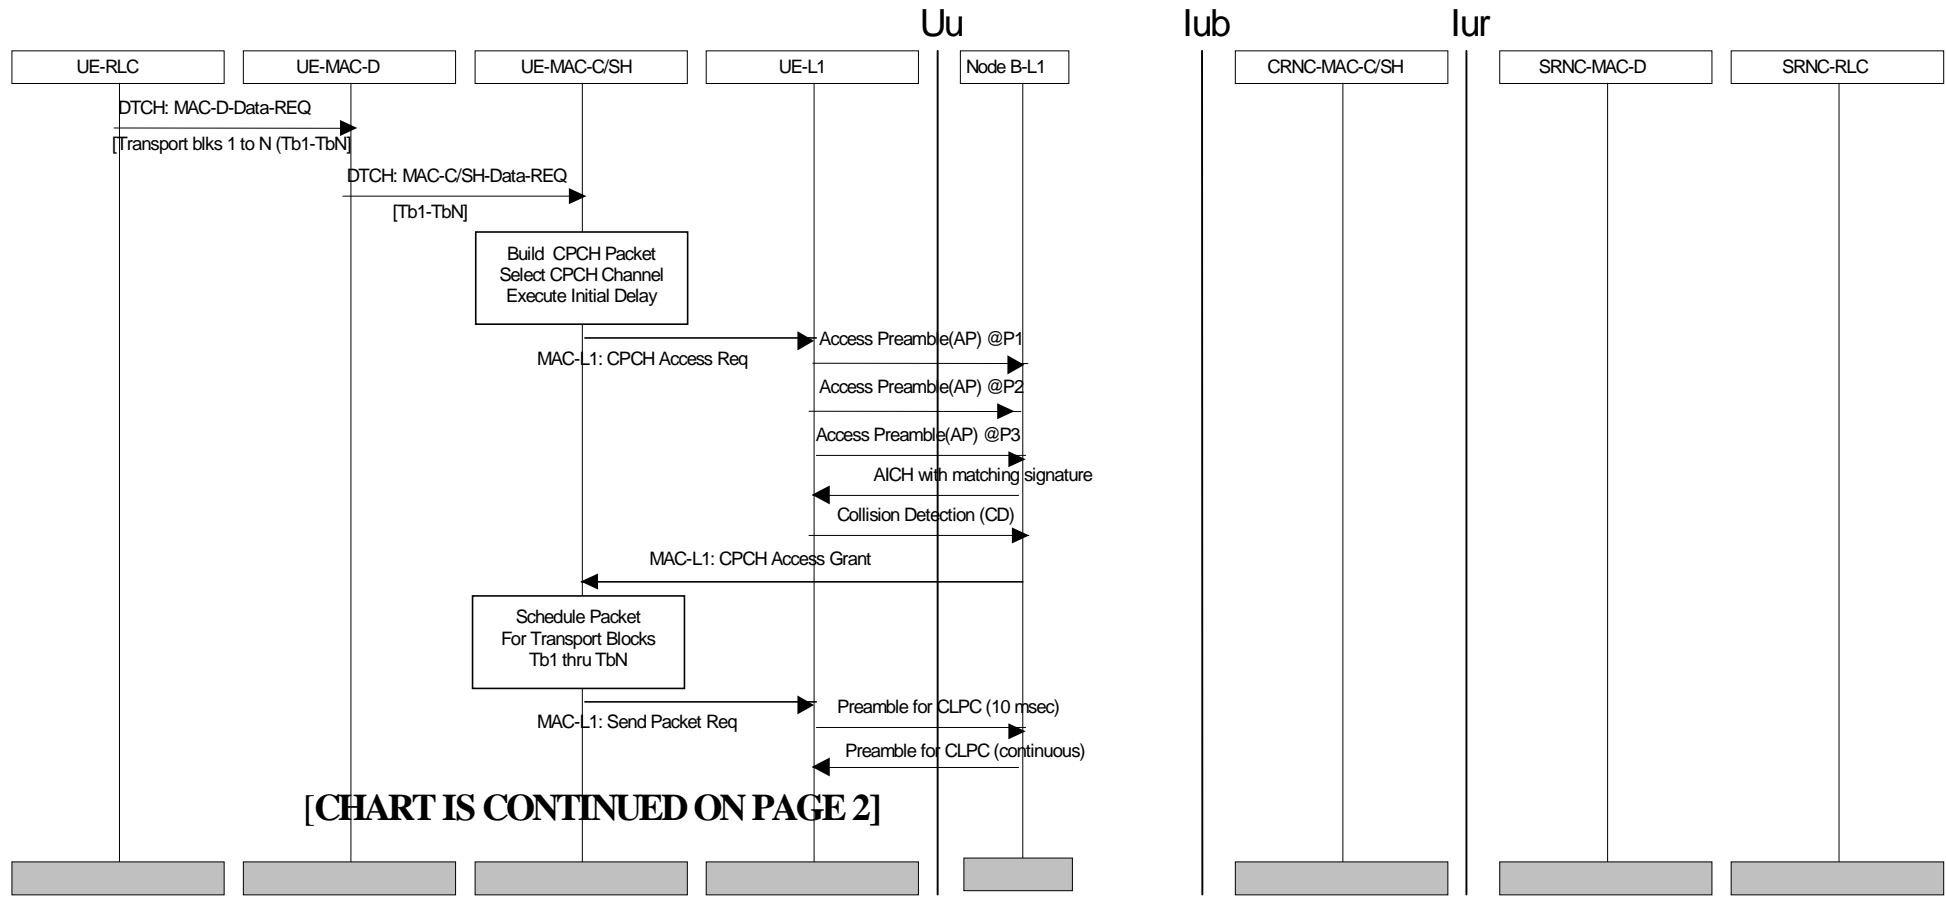 Uu
Iub
Iur
UE-RLC
UE-MAC-D
UE-MAC-C/SH
UE-L1
Node B-L1
CRNC-MAC-C/SH
SRNC-MAC-D
SRNC-RLC
DTCH: MAC-D-Data-REQ
[Transport blks 1 to N (Tb1-TbN]
DTCH: MAC-C/SH-Data-REQ
[Tb1-TbN]
Build CPCH Packet
Select CPCH Channel
Execute Initial Delay
Access Preamble(AP) @P1
MAC-L1: CPCH Access Req
Access Preamble(AP) @P2
Access Preamble(AP) @P3
AICH with matching signature
Collision Detection (CD)
MAC-L1: CPCH Access Grant
Schedule Packet
For Transport Blocks
Tb1 thru TbN
Preamble for CLPC (10 msec)
MAC-L1: Send Packet Req
Preamble for CLPC (continuous)
[CHART IS CONTINUED ON PAGE 2]